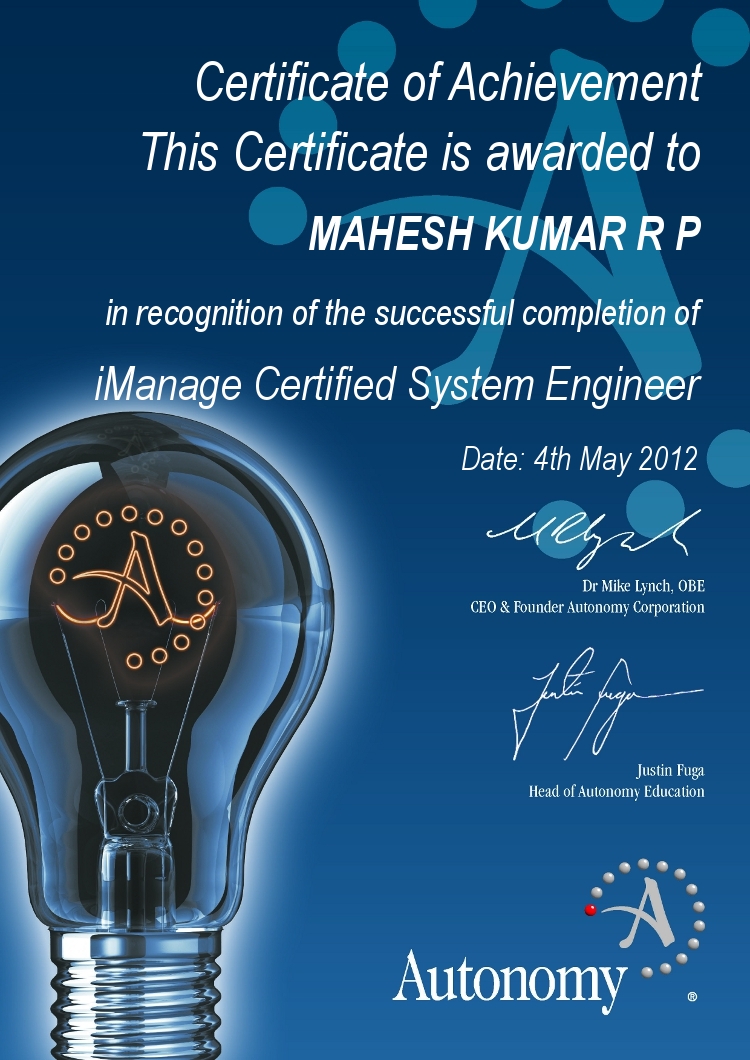 Certificate of Achievement
This Certificate is awarded to
MAHESH KUMAR R P
in recognition of the successful completion of
iManage Certified System Engineer
Date: 4th May 2012
Dr Mike Lynch, OBE
CEO & Founder Autonomy Corporation
Justin Fuga
Justin Fuga
Head of Autonomy Education
Autonomy
®